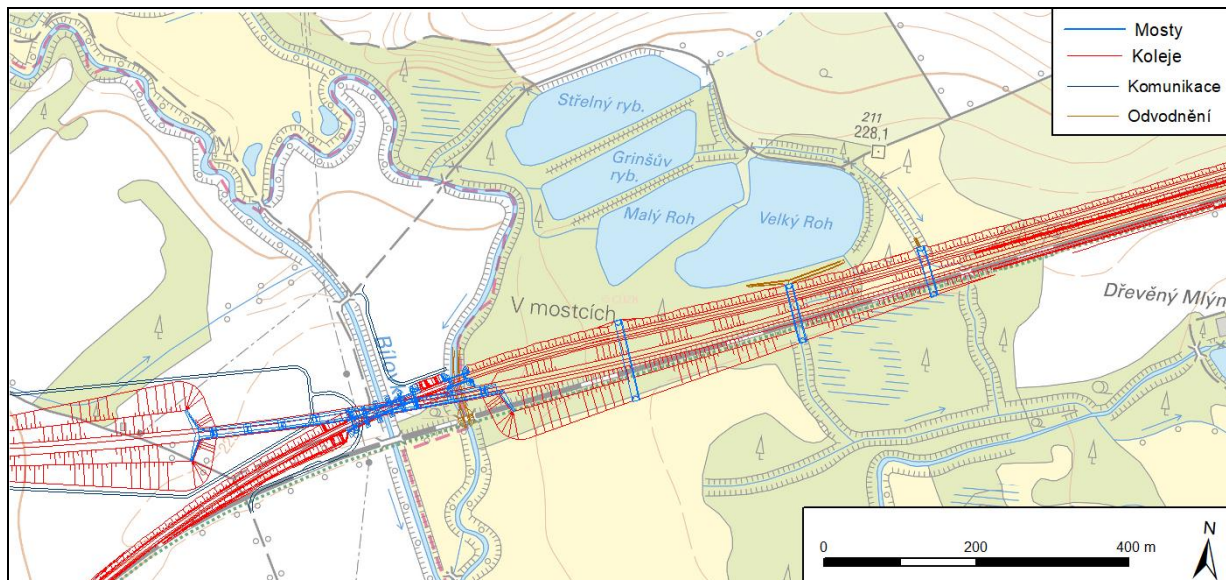 Mosty
Koleje
Komunikace
Odvodnění
Střelný ryb.
211
228,1
Grinšův
ryb.
Malý Roh
Velký Roh
Dřevěný Mlýn
V mostcích
0
200
400 m
N